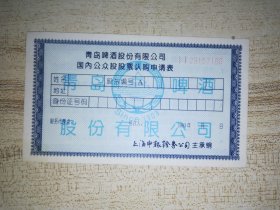 青岛啤酒股份有限公司
国内公众股股票认购申请表
青岛 啤酒
姓名
地址
身份证号码
股份有限公司
上海申银证券公司 主承销